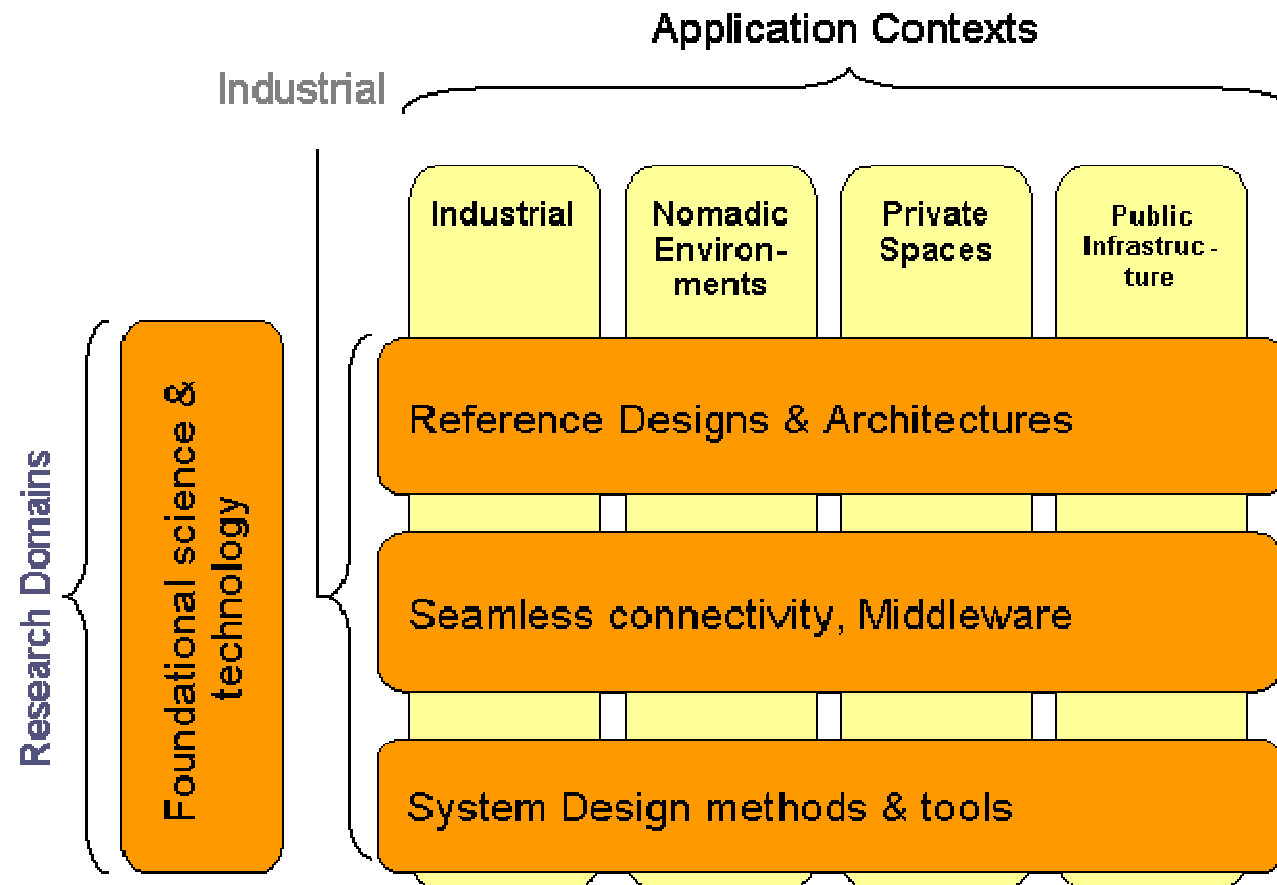 Application Contexts
Industrial
Industrial
Nomadic
Environ-
ments
Private
Spaces
Public
Infrastruc -
ture
Research Domains
Foundational science &
technology
Reference Designs & Architectures
Seamless connectivity, Middleware
System Design methods & tools